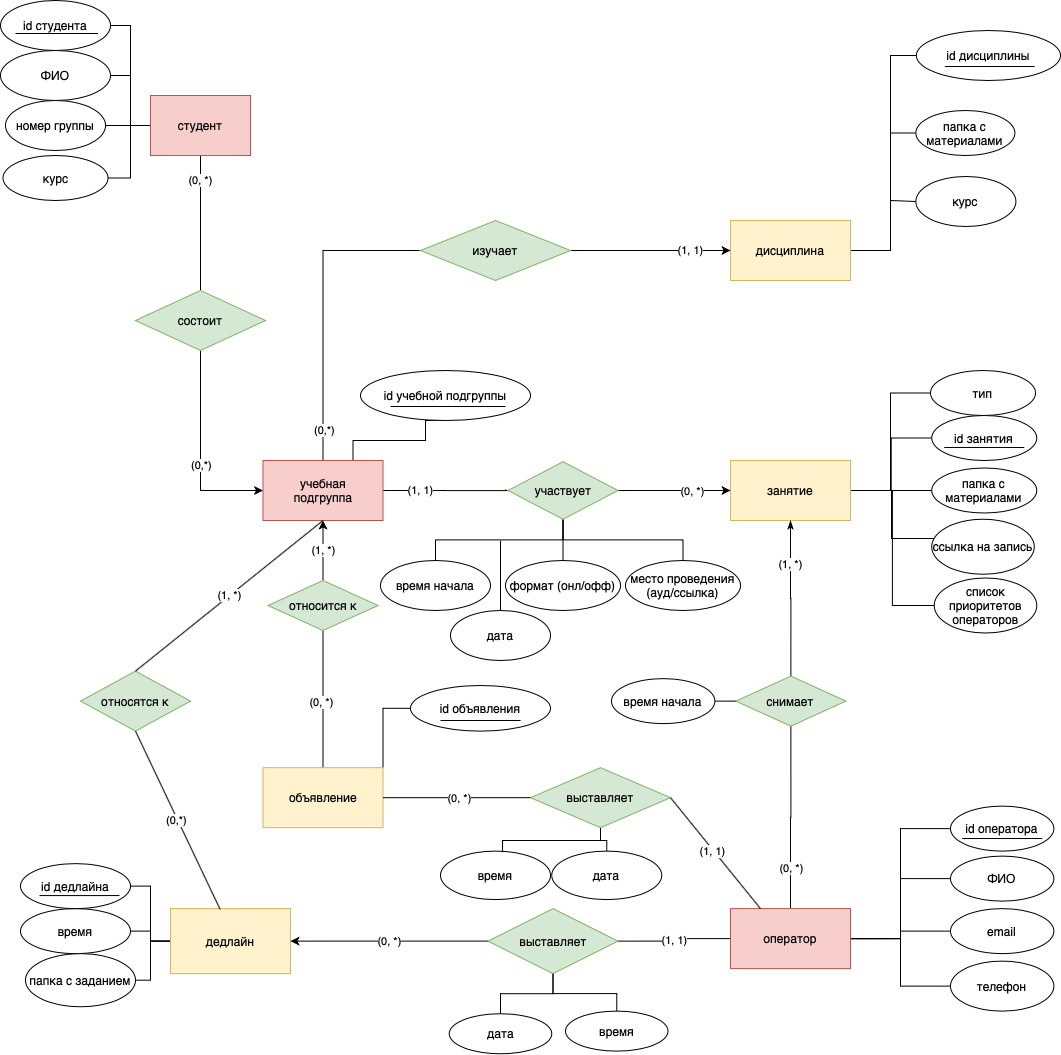 id студента
ФИО
номер группы
курс
студент
(0, *)
id дисциплины
папка с
материалами
курс
изучает
(1, 1)
дисциплина
состоит
id учебной подгруппы
(0,*)
(0,*)
учебная
подгруппа
(1, 1)
участвует
(0, *)
занятие
тип
id занятия
папка с
материалами
ссылка на запись
список
приоритетов
операторов
(1, *)
(1, *)
время начала
формат (онл/офф)
место проведения
(ауд/ссылка)
дата
(1, *)
относится к
относятся к
(0, *)
id объявления
время начала
снимает
объявление
(0, *)
выставляет
(1, 1)
время
дата
(0,*)
(0, *)
id оператора
ФИО
email
телефон
id дедлайна
время
папка с заданием
дедлайн
(0, *)
выставляет
(1, 1)
оператор
дата
время